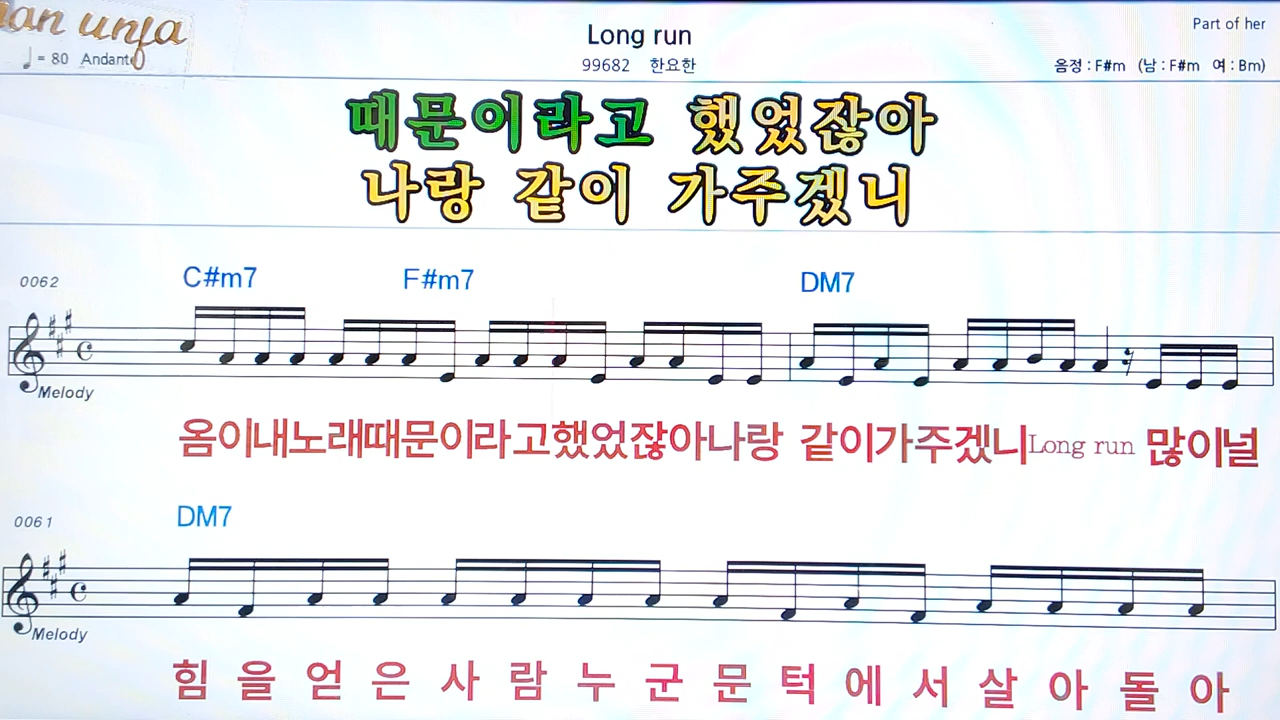 an unja
Long run
Part of her
♩ = 80 Andante
99682 한요한
음정 : F#m (남 : F#m 여 : Bm)
때문이라고 했었잖아
나랑 같이 가주겠니
0062
C#m7 F#m7 DM7
Melody
옴이내노래때문이라고했었잖아나랑 같이가주겠니Long run 많이널
0061
DM7
Melody
힘 을 얻 은 사 람 누 군 문 턱 에 서 살 아 돌 아